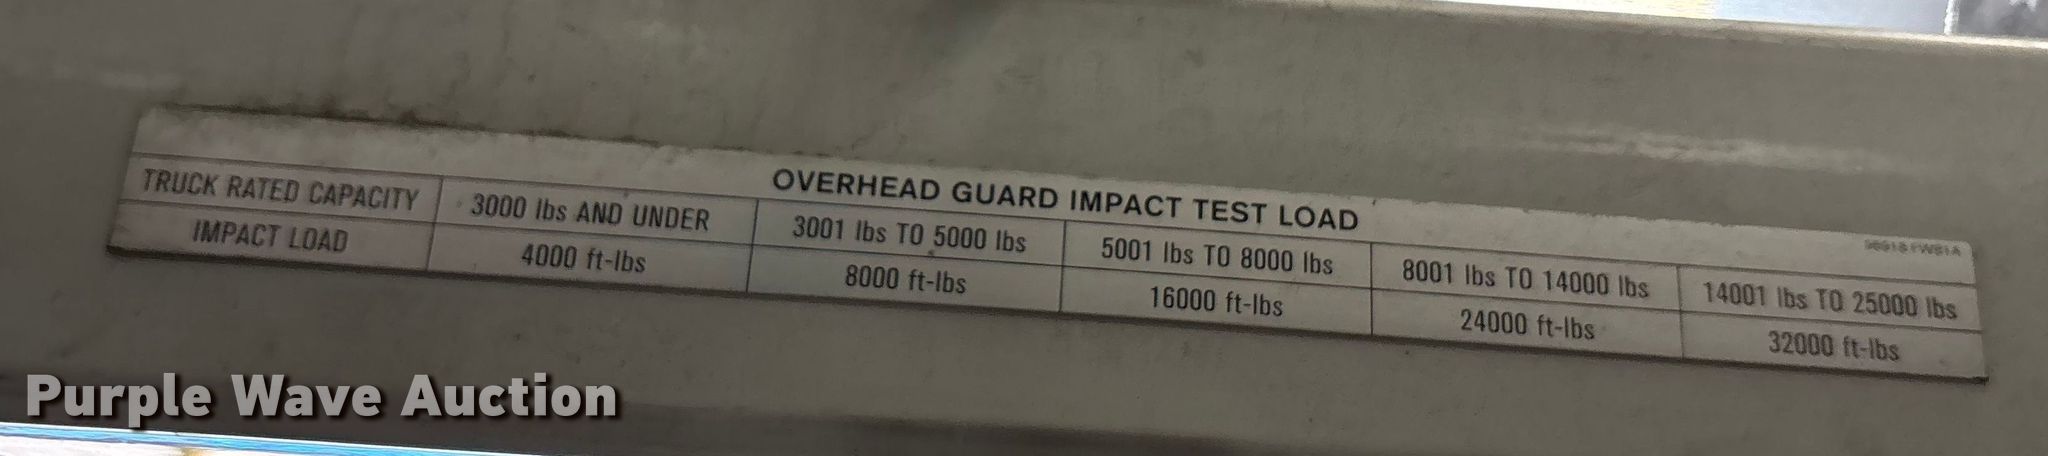 OVERHEAD GUARD IMPACT TEST LOAD
TRUCK RATED CAPACITY 3000 lbs AND UNDER 3001 lbs TO 5000 lbs 5001 lbs TO 8000 lbs 8001 lbs TO 14000 lbs 14001 lbs TO 25000 lbs
IMPACT LOAD 4000 ft-lbs 8000 ft-lbs 16000 ft-lbs 24000 ft-lbs 32000 ft-lbs
Purple Wave Auction